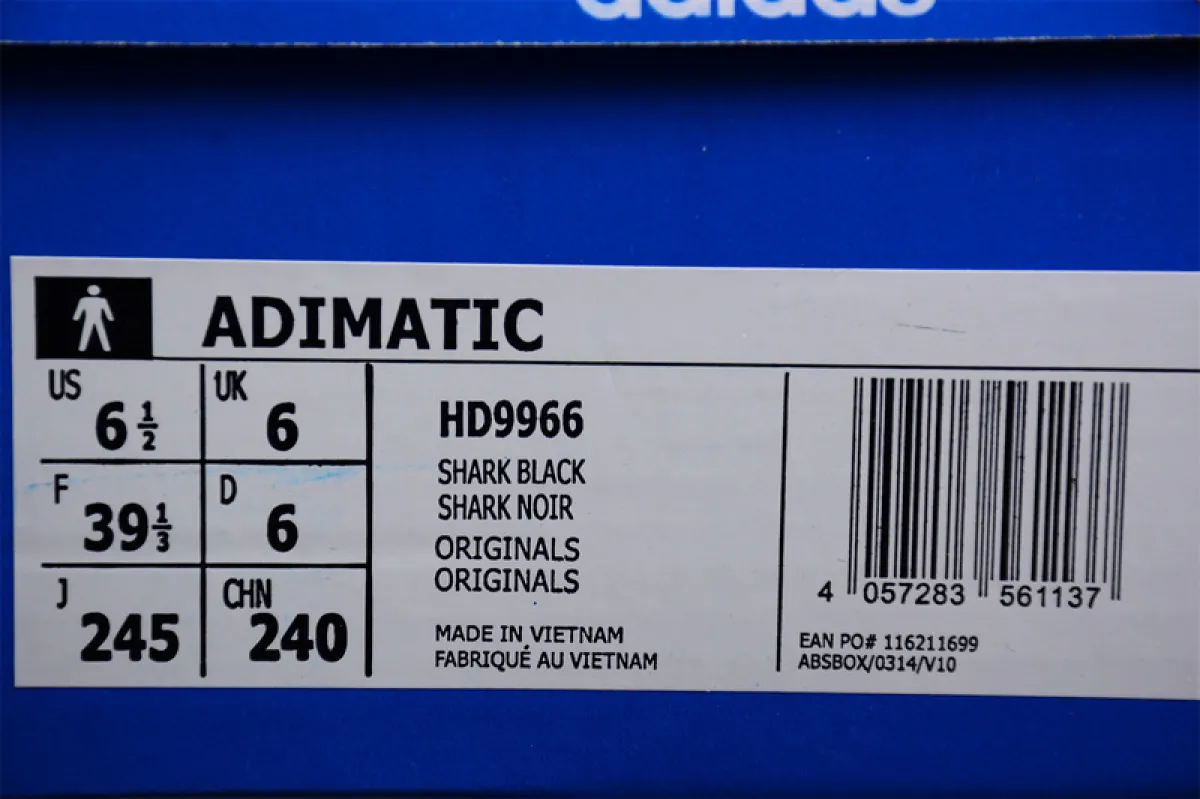 adidas
ADIMATIC
US 6 1/2
UK 6
F 39 1/3
D 6
J 245
CHN 240
HD9966
SHARK BLACK
SHARK NOIR
ORIGINALS
ORIGINALS
MADE IN VIETNAM
FABRIQUÉ AU VIETNAM
4 057283 561137
EAN PO# 116211699
ABSBOX/0314/V10